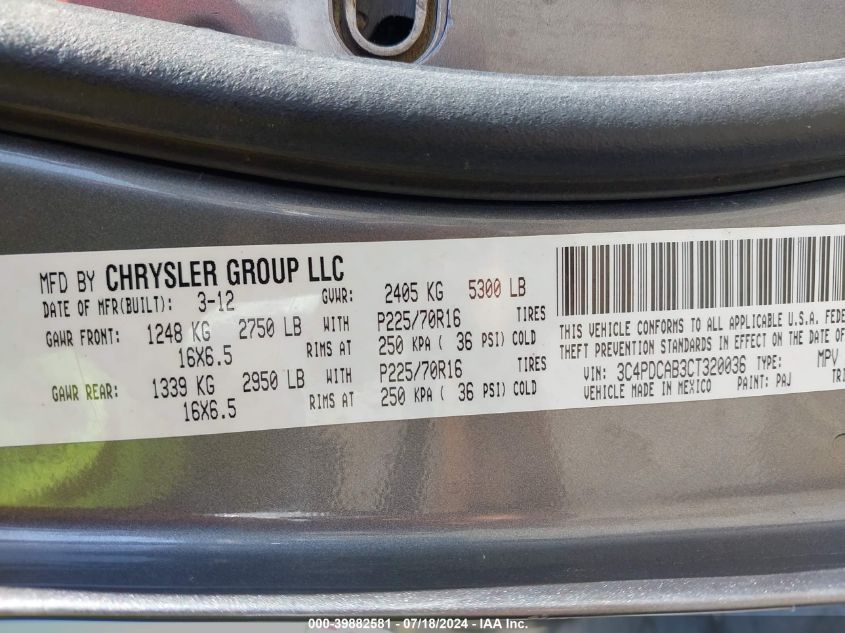 MFD BY CHRYSLER GROUP LLC
DATE OF MFR(BUILT): 3-12 GVWR: 2405 KG 5300 LB
GAWR FRONT: 1248 KG 2750 LB WITH P225/70R16 TIRES
16X6.5 RIMS AT 250 KPA ( 36 PSI) COLD
GAWR REAR: 1339 KG 2950 LB WITH P225/70R16 TIRES
16X6.5 RIMS AT 250 KPA ( 36 PSI) COLD
THIS VEHICLE CONFORMS TO ALL APPLICABLE U.S.A. FEDE
THEFT PREVENTION STANDARDS IN EFFECT ON THE DATE OF
VIN: 3C4PDCAB3CT320036 TYPE: MPV
VEHICLE MADE IN MEXICO PAINT: PAJ TRI
000-39882581 - 07/18/2024 - IAA Inc.